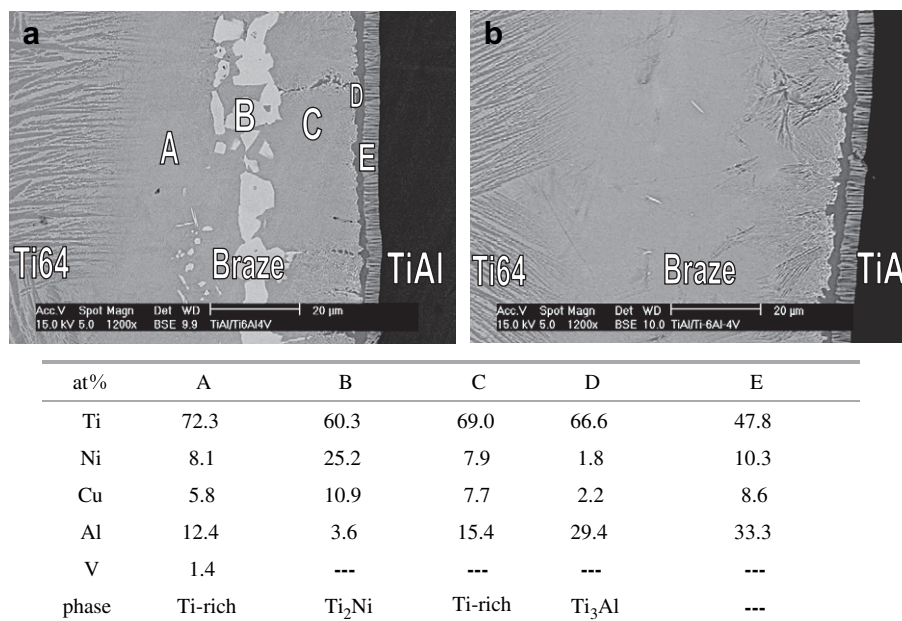 a
A
B
C
D
E
Ti64
Braze
TiAl
Acc.V Spot Magn Det WD 20 µm
15.0 kV 5.0 1200x BSE 9.9 TiAl/Ti6Al4V
b
Ti64
Braze
TiA
Acc.V Spot Magn Det WD 20 µm
15.0 kV 5.0 1200x BSE 10.0 TiAl/Ti-6Al-4V
at% A B C D E
Ti 72.3 60.3 69.0 66.6 47.8
Ni 8.1 25.2 7.9 1.8 10.3
Cu 5.8 10.9 7.7 2.2 8.6
Al 12.4 3.6 15.4 29.4 33.3
V 1.4 --- --- --- ---
phase Ti-rich Ti₂Ni Ti-rich Ti₃Al ---